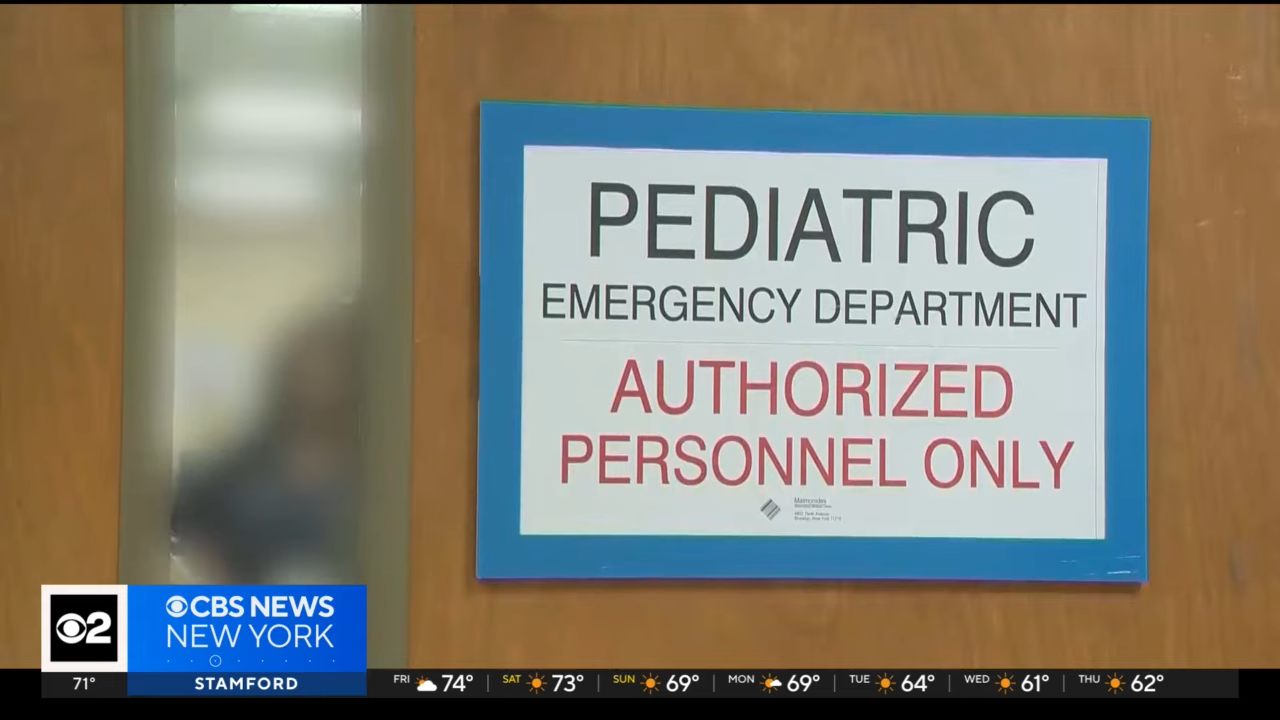 PEDIATRIC
EMERGENCY DEPARTMENT
AUTHORIZED
PERSONNEL ONLY
Maimonides
2 CBS NEWS
NEW YORK
71° STAMFORD FRI 74° SAT 73° SUN 69° MON 69° TUE 64° WED 61° THU 62°